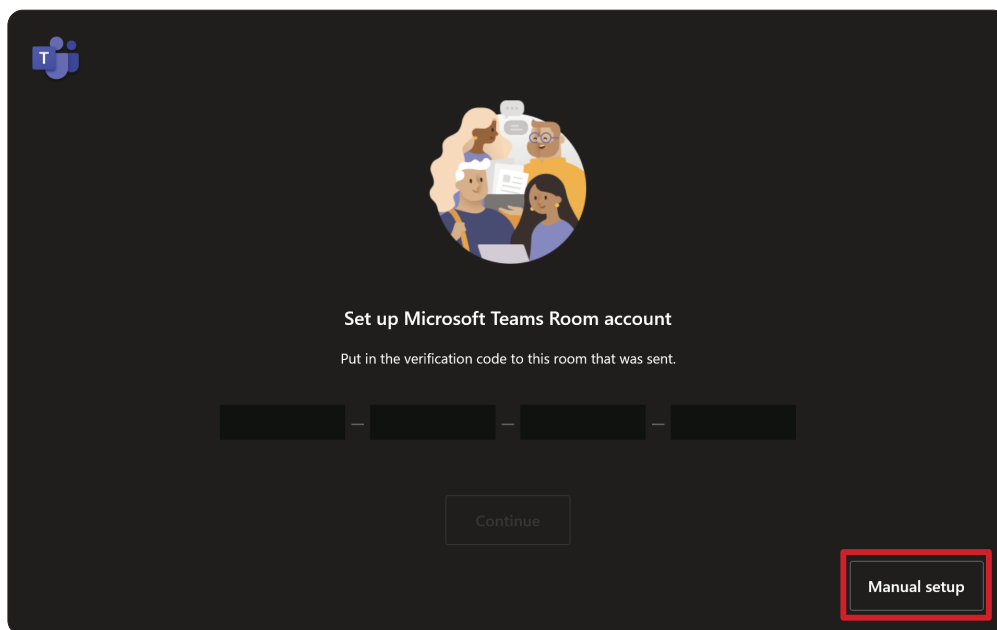 T
Set up Microsoft Teams Room account
Put in the verification code to this room that was sent.
Continue
Manual setup